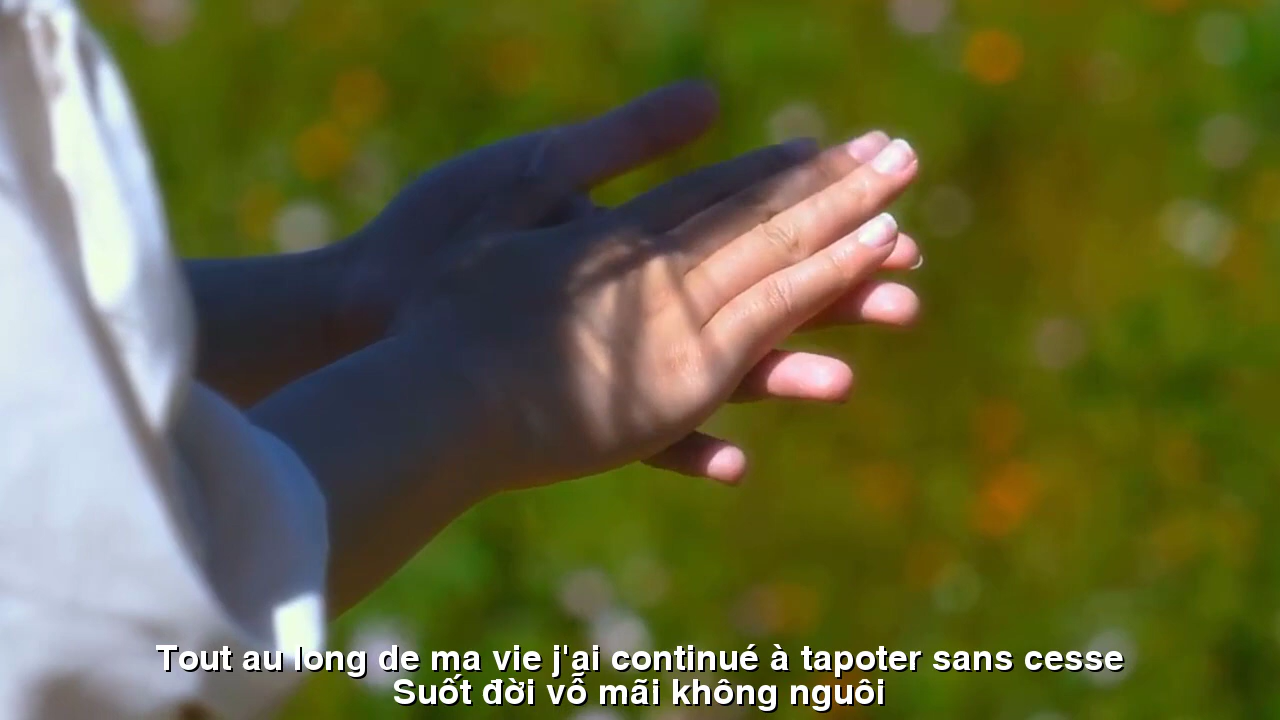 Tout au long de ma vie j'ai continué à tapoter sans cesse
Suốt đời vỗ mãi không nguôi